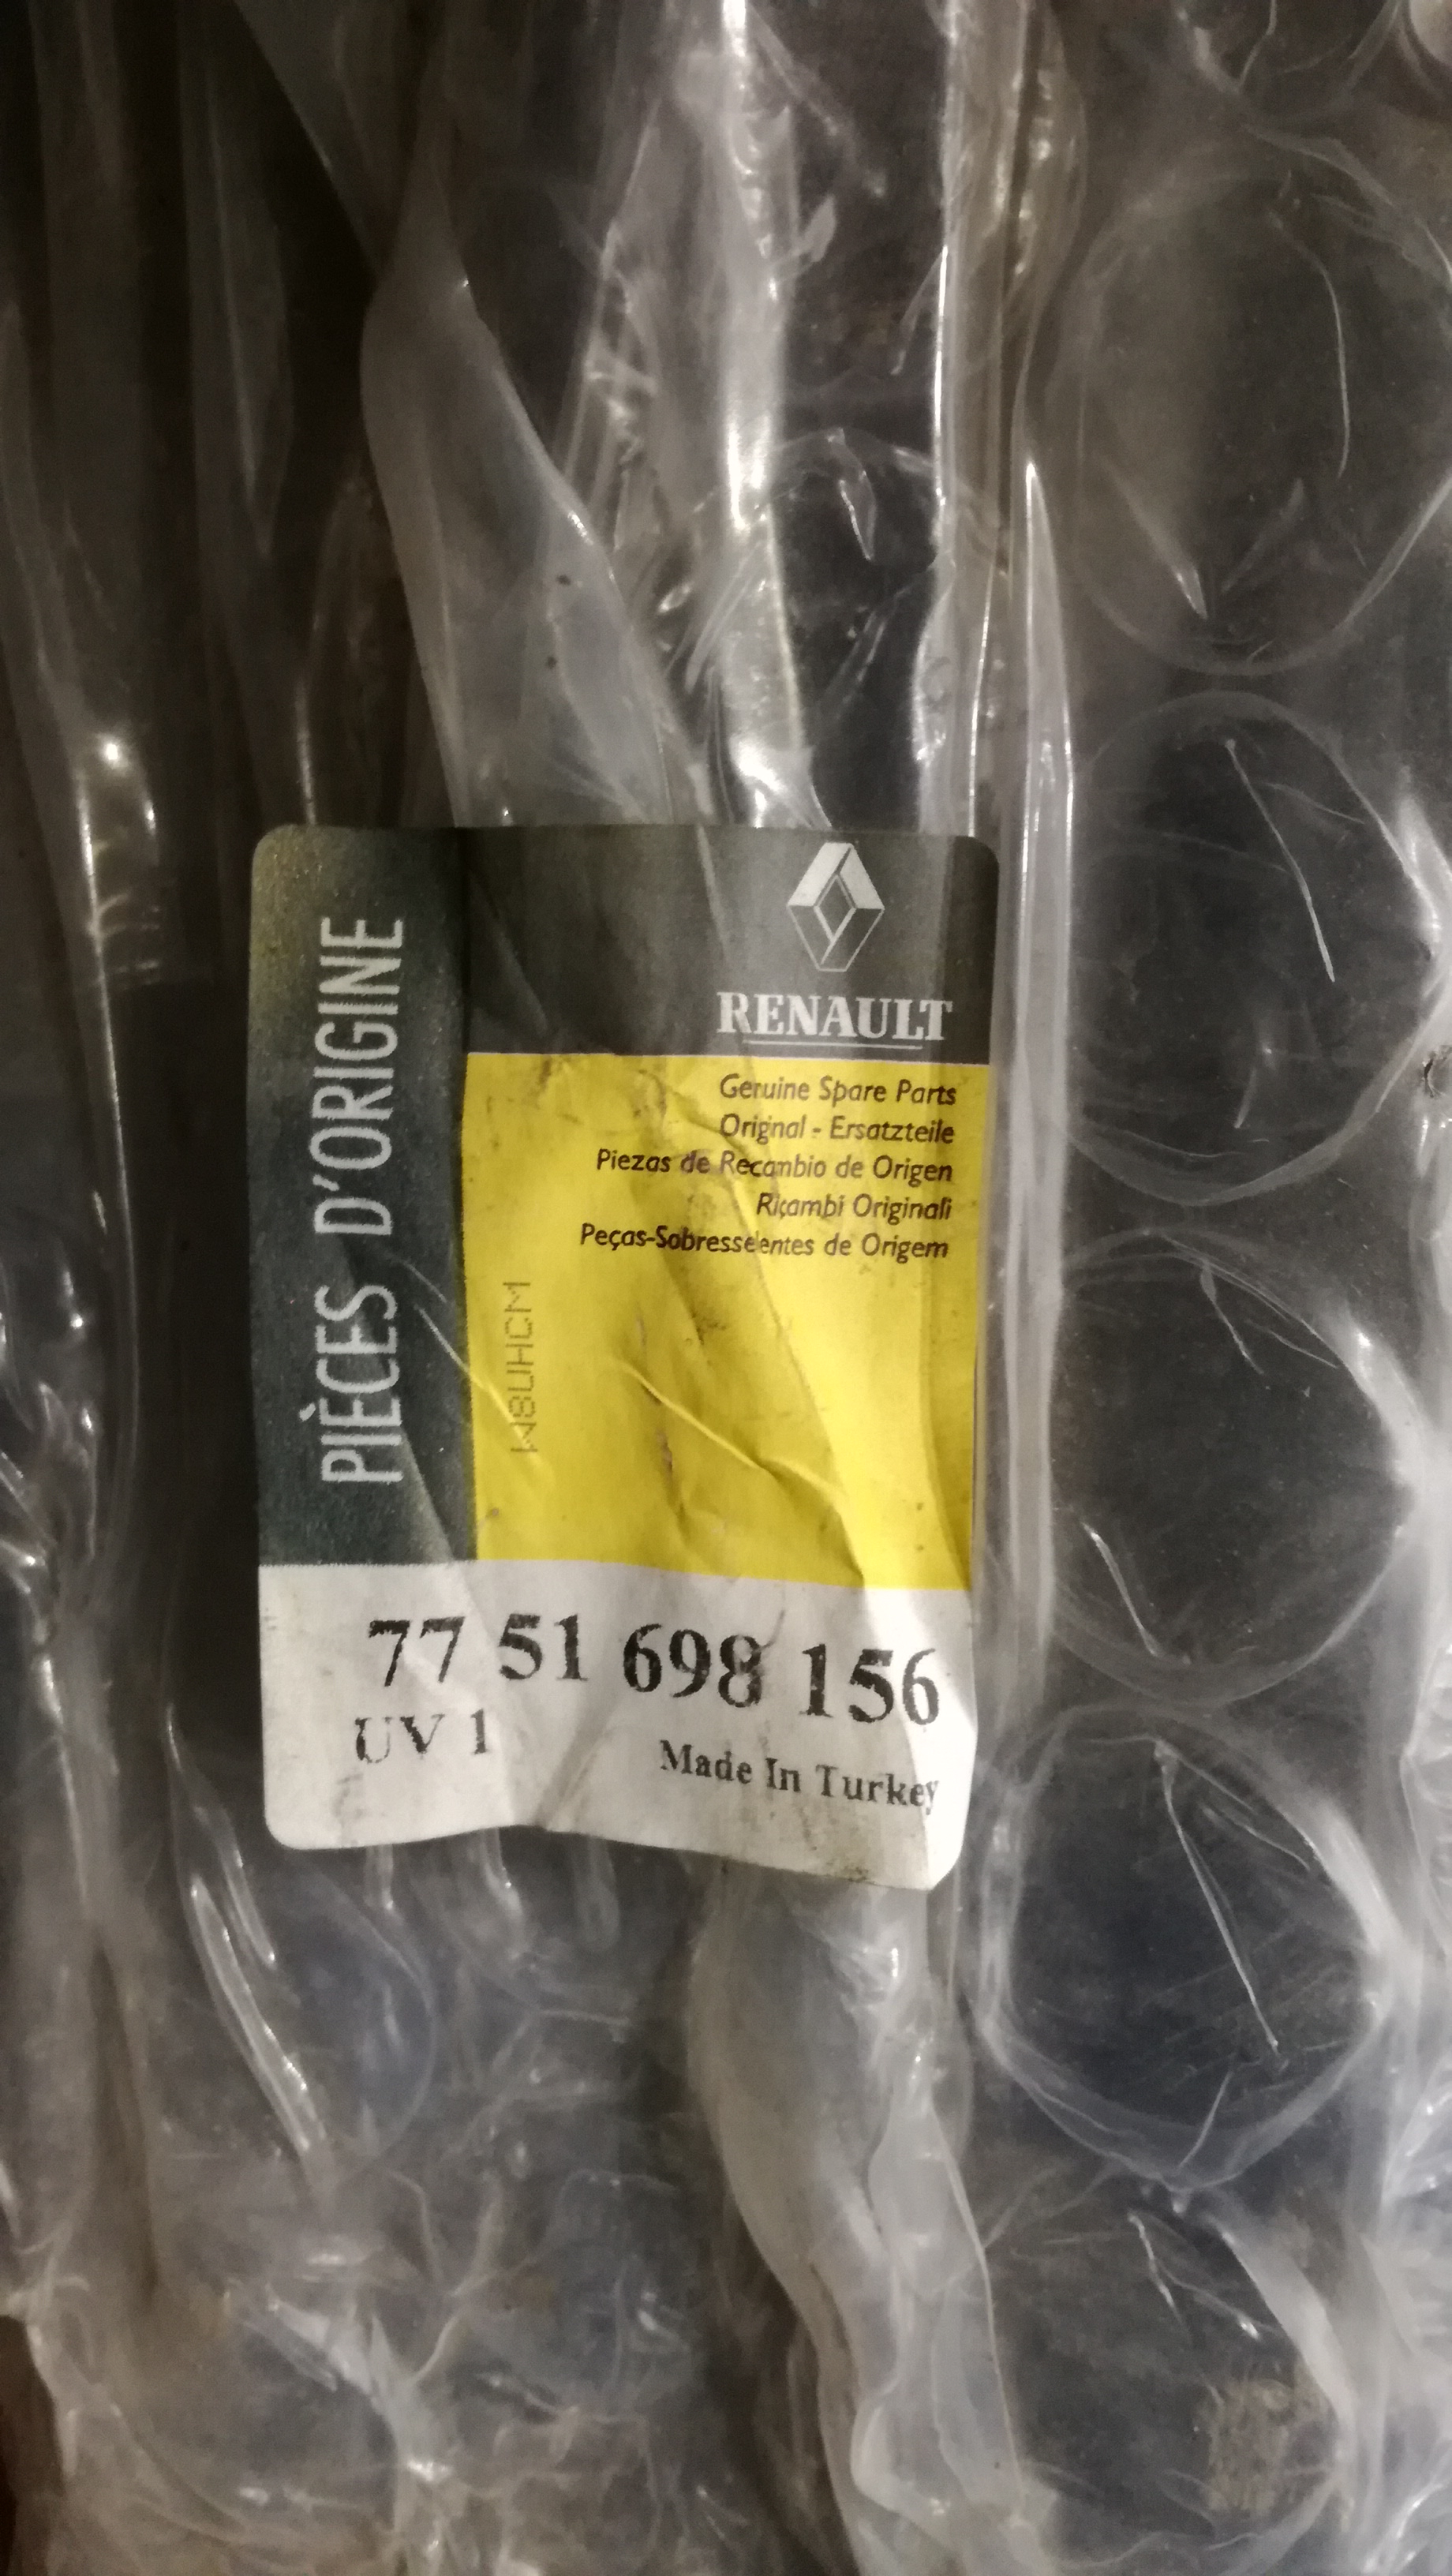 PIÈCES D'ORIGINE
RENAULT
Genuine Spare Parts
Original - Ersatzteile
Piezas de Recambio de Origen
Ricambi Originali
Peças-Sobresselentes de Origem
W8UHCM
77 51 698 156
UV 1
Made In Turkey